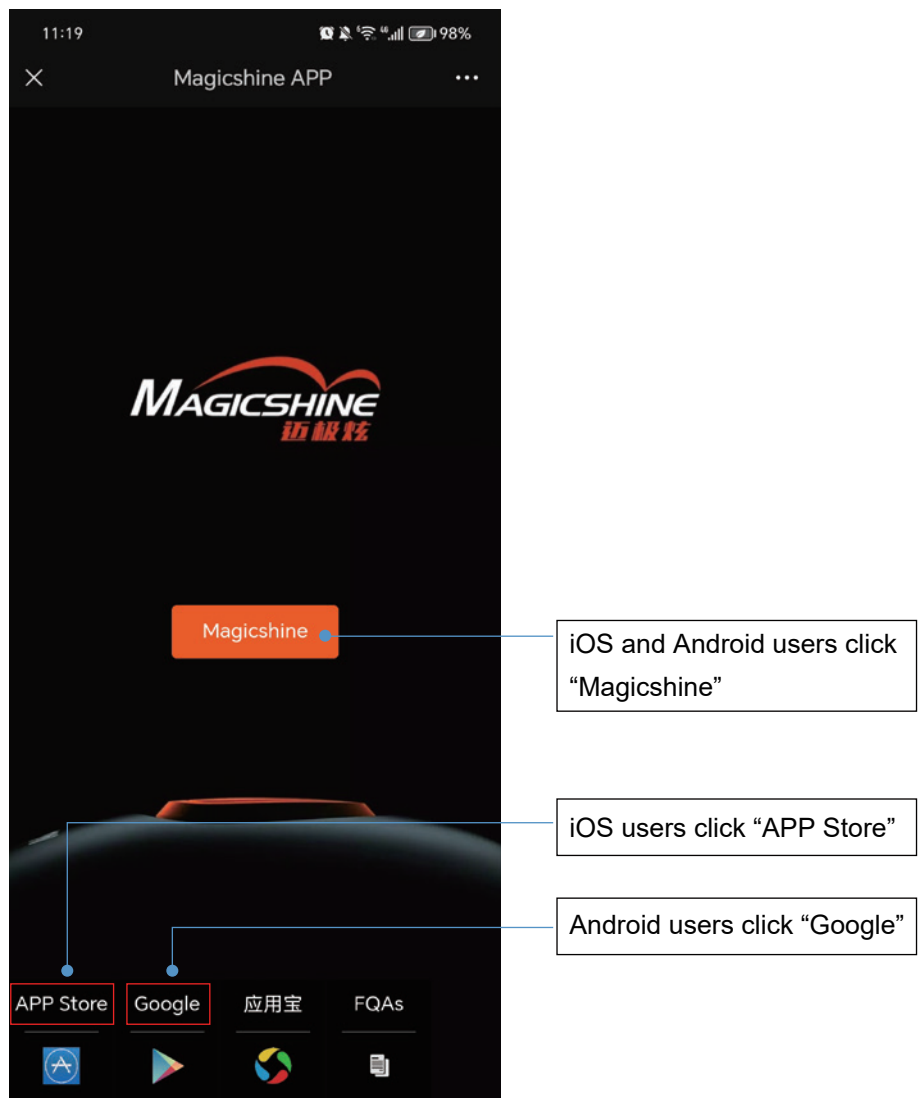 11:19
98%
Magicshine APP
MAGICSHINE
迈极炫
Magicshine
iOS and Android users click
“Magicshine”
iOS users click “APP Store”
Android users click “Google”
APP Store
Google
应用宝
FQAs